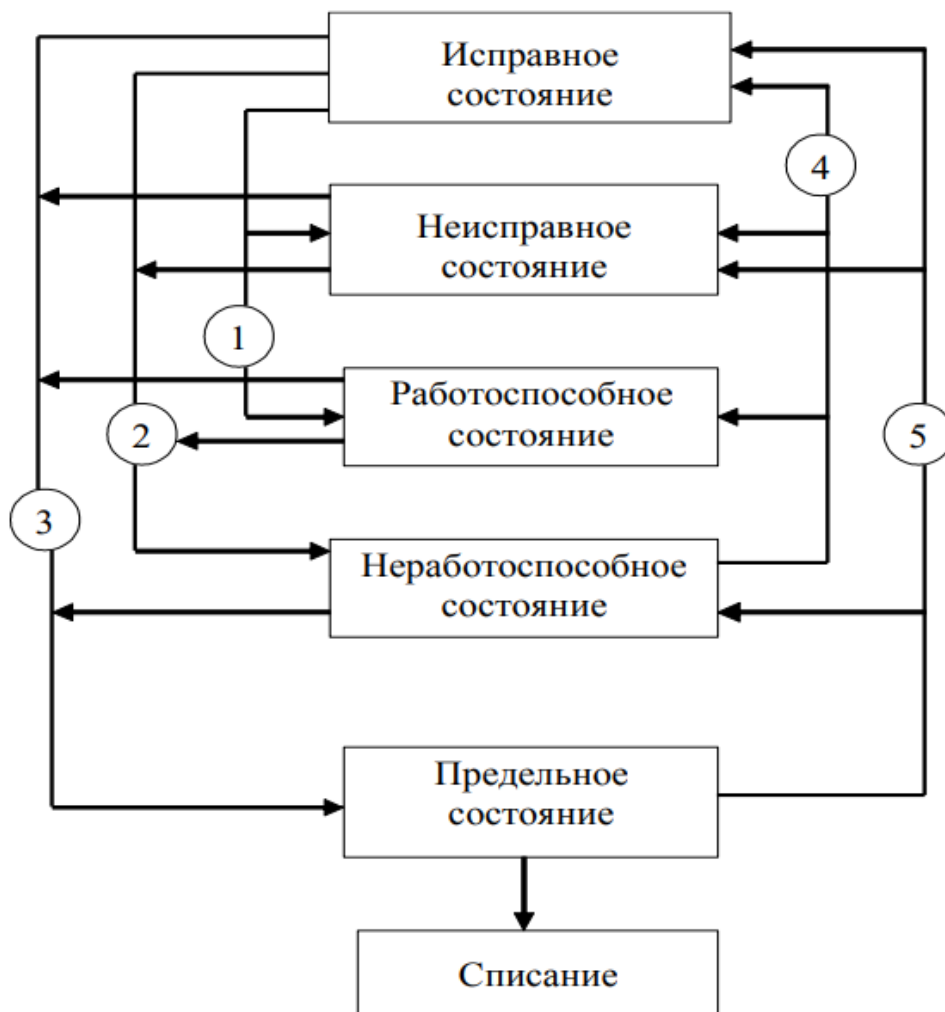 Исправное
состояние
4
Неисправное
состояние
1
Работоспособное
состояние
2
5
3
Неработоспособное
состояние
Предельное
состояние
Списание